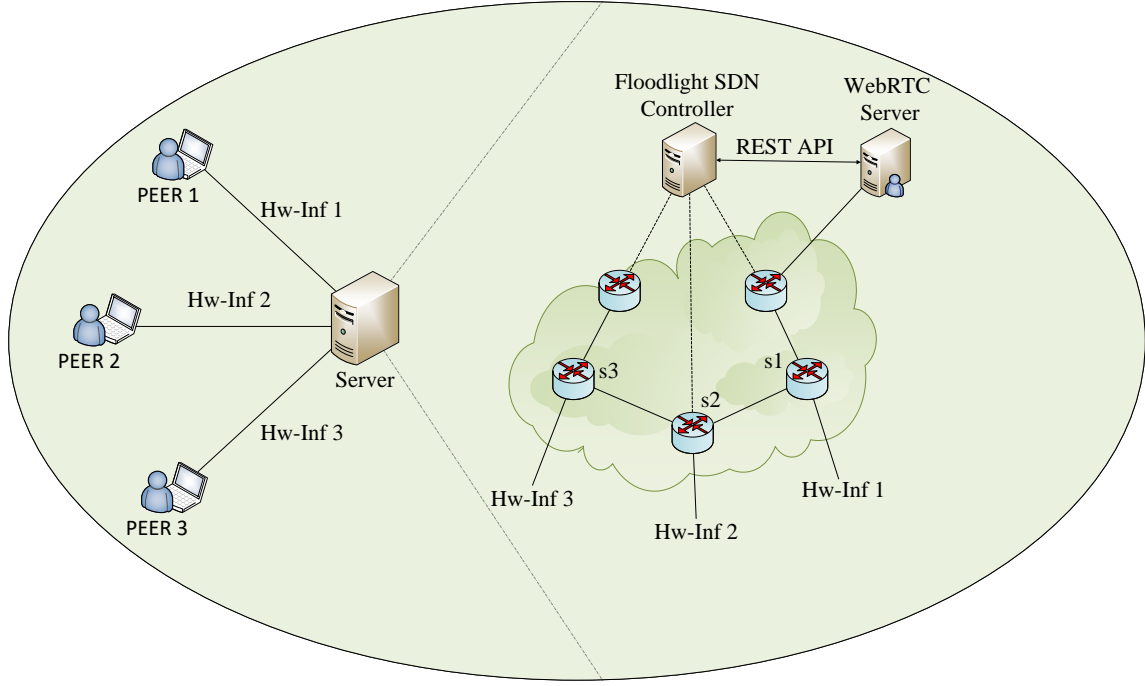 Floodlight SDN
Controller
WebRTC
Server
REST API
PEER 1
Hw-Inf 1
Hw-Inf 2
PEER 2
Server
Hw-Inf 3
PEER 3
s3
s1
s2
Hw-Inf 3
Hw-Inf 2
Hw-Inf 1